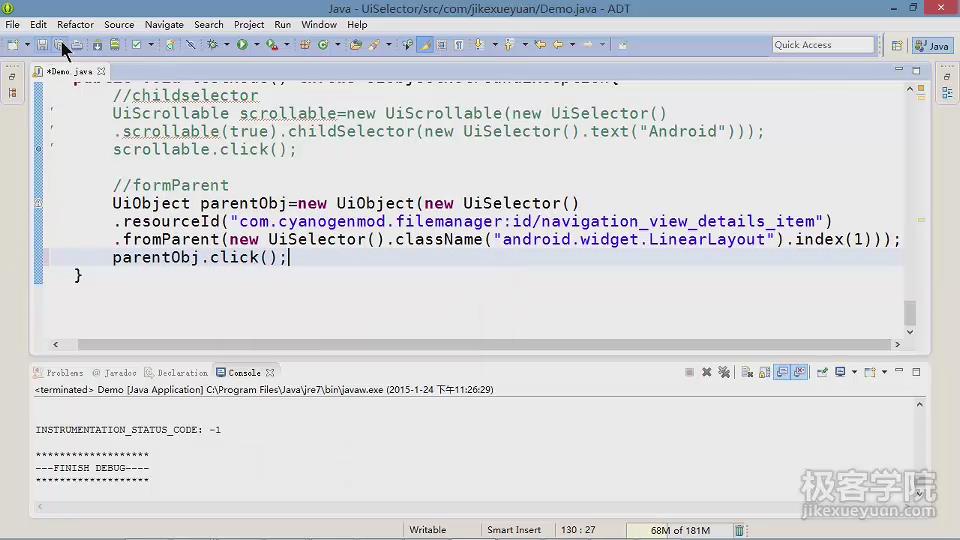 Java - UiSelector/src/com/jikexueyuan/Demo.java - ADT
File Edit Refactor Source Navigate Search Project Run Window Help
Quick Access
Java
*Demo.java
//childselector
UiScrollable scrollable=new UiScrollable(new UiSelector()
.scrollable(true).childSelector(new UiSelector().text("Android")));
scrollable.click();
//formParent
UiObject parentObj=new UiObject(new UiSelector()
.resourceId("com.cyanogenmod.filemanager:id/navigation_view_details_item")
.fromParent(new UiSelector().className("android.widget.LinearLayout").index(1)));
parentObj.click();
}
Problems Javadoc Declaration Console
<terminated> Demo [Java Application] C:\Program Files\Java\jre7\bin\javaw.exe (2015-1-24 下午11:26:29)
INSTRUMENTATION_STATUS_CODE: -1
*******************
---FINISH DEBUG----
*******************
极客学院
jikexueyuan.com
Writable Smart Insert 130 : 27 68M of 181M